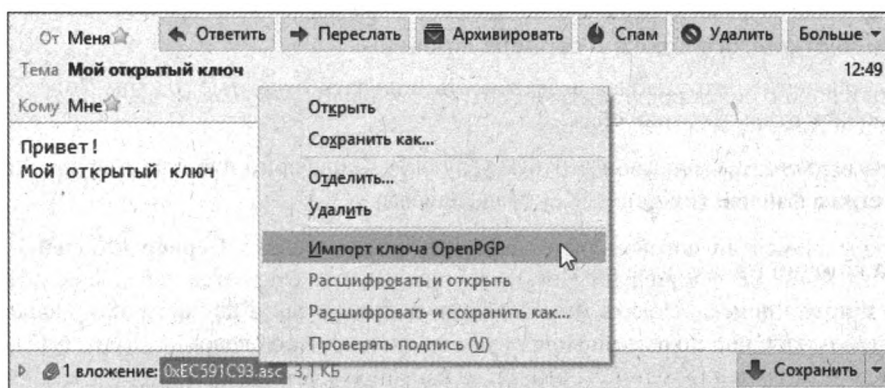 От Меня Ответить Переслать Архивировать Спам Удалить Больше
Тема Мой открытый ключ 12:49
Кому Мне
Привет!
Мой открытый ключ
Открыть
Сохранить как...
Отделить...
Удалить
Импорт ключа OpenPGP
Расшифровать и открыть
Расшифровать и сохранить как...
Проверять подпись (V)
1 вложение: 0xEC591C93.asc 3,1 КБ Сохранить